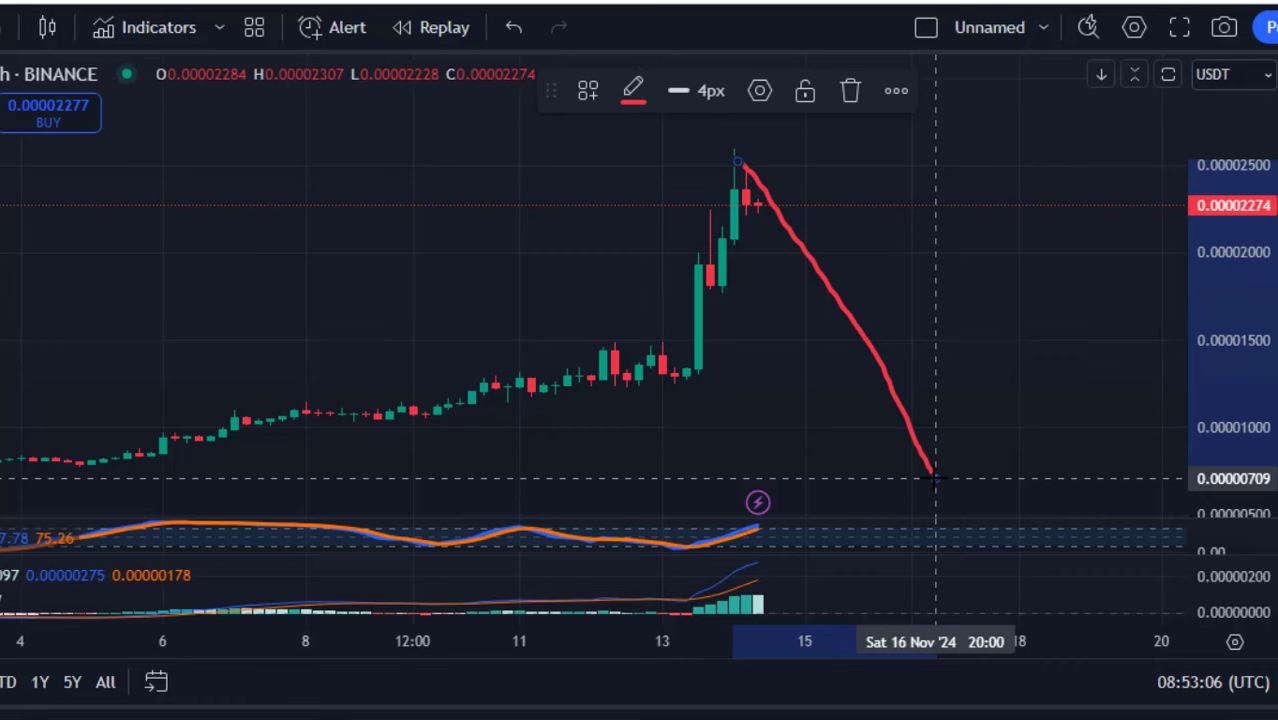 Indicators Alert Replay Unnamed
h · BINANCE O0.00002284 H0.00002307 L0.00002228 C0.00002274
4px
USDT
0.00002277
BUY
0.00002500
0.00002274
0.00002000
0.00001500
0.00001000
0.00000709
0.00000500
7.78 75.26
0.00
097 0.00000275 0.00000178
0.00000200
0.00000000
4 6 8 12:00 11 13 15 Sat 16 Nov '24 20:00 18 20
TD 1Y 5Y All
08:53:06 (UTC)